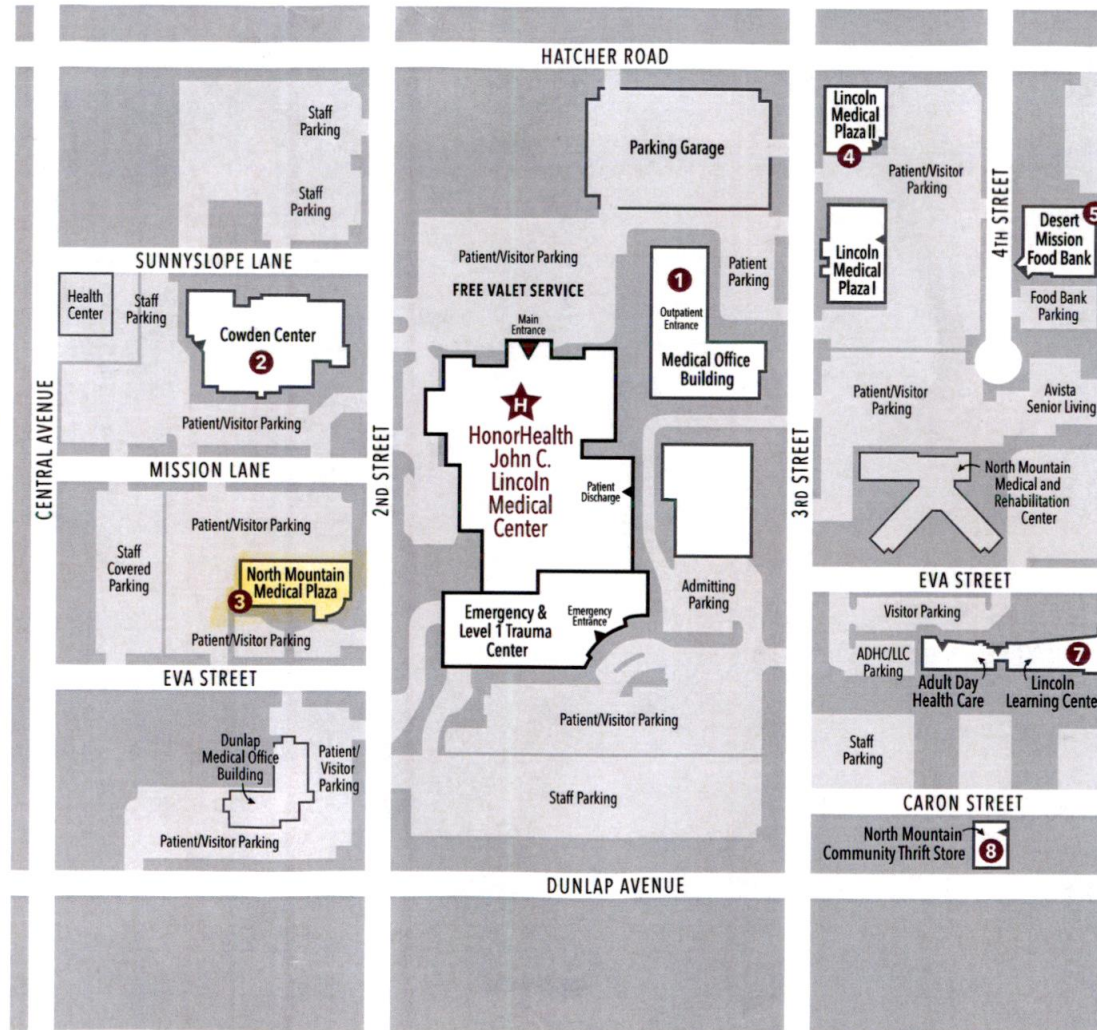 HATCHER ROAD
Staff
Parking
Staff
Parking
Parking Garage
Lincoln
Medical
Plaza II
4
Patient/Visitor
Parking
4TH STREET
5
Desert
Mission
Food Bank
Food Bank
Parking
SUNNYSLOPE LANE
Health
Center
Staff
Parking
Cowden Center
2
Patient/Visitor Parking
Patient/Visitor Parking
FREE VALET SERVICE
Main
Entrance
1
Outpatient
Entrance
Medical Office
Building
Patient
Parking
Lincoln
Medical
Plaza I
Patient/Visitor
Parking
Avista
Senior Living
CENTRAL AVENUE
MISSION LANE
2ND STREET
H
HonorHealth
John C.
Lincoln
Medical
Center
Patient
Discharge
3RD STREET
North Mountain
Medical and
Rehabilitation
Center
Patient/Visitor Parking
Staff
Covered
Parking
North Mountain
Medical Plaza
3
Patient/Visitor Parking
Emergency &
Level 1 Trauma
Center
Emergency
Entrance
Admitting
Parking
EVA STREET
Visitor Parking
ADHC/LLC
Parking
7
Adult Day
Health Care
Lincoln
Learning Cente
EVA STREET
Dunlap
Medical Office
Building
Patient/
Visitor
Parking
Patient/Visitor Parking
Patient/Visitor Parking
Staff Parking
Staff
Parking
CARON STREET
North Mountain
Community Thrift Store
8
DUNLAP AVENUE